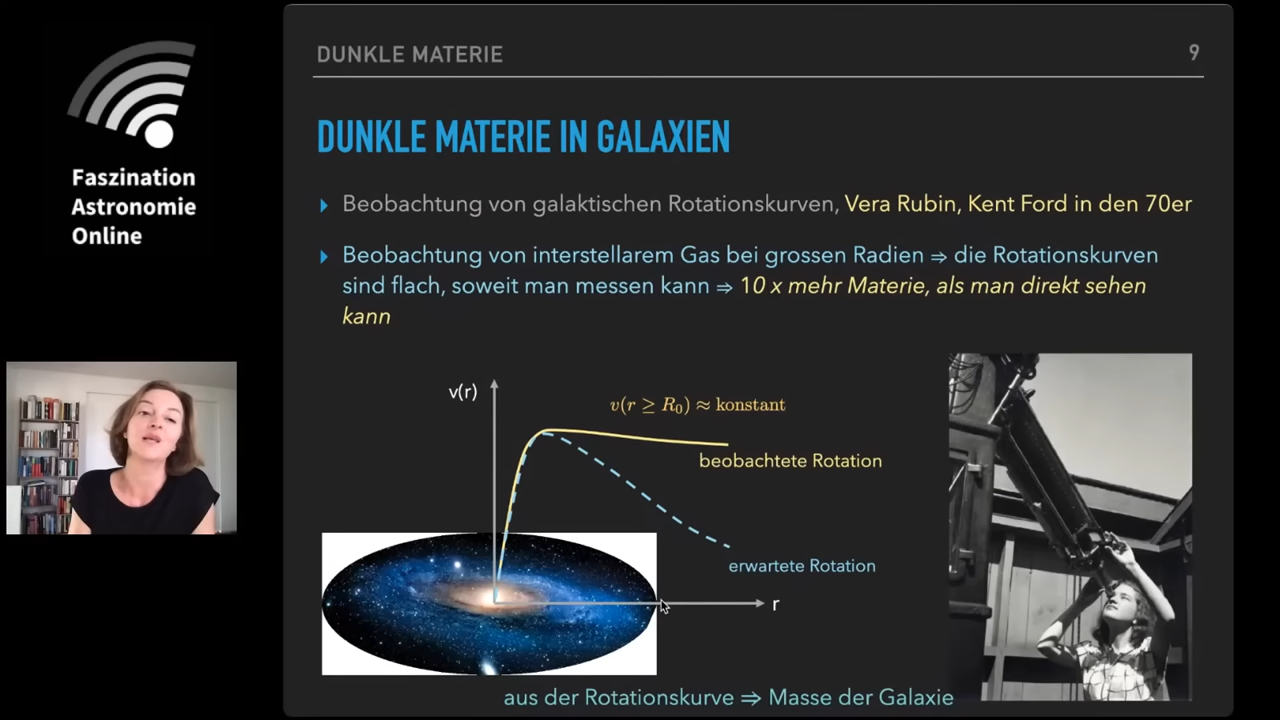 Faszination
Astronomie
Online
DUNKLE MATERIE
9
DUNKLE MATERIE IN GALAXIEN
Beobachtung von galaktischen Rotationskurven, Vera Rubin, Kent Ford in den 70er
Beobachtung von interstellarem Gas bei grossen Radien ⇒ die Rotationskurven
sind flach, soweit man messen kann ⇒ 10 x mehr Materie, als man direkt sehen
kann
v(r)
v(r ≥ R₀) ≈ konstant
beobachtete Rotation
erwartete Rotation
r
aus der Rotationskurve ⇒ Masse der Galaxie